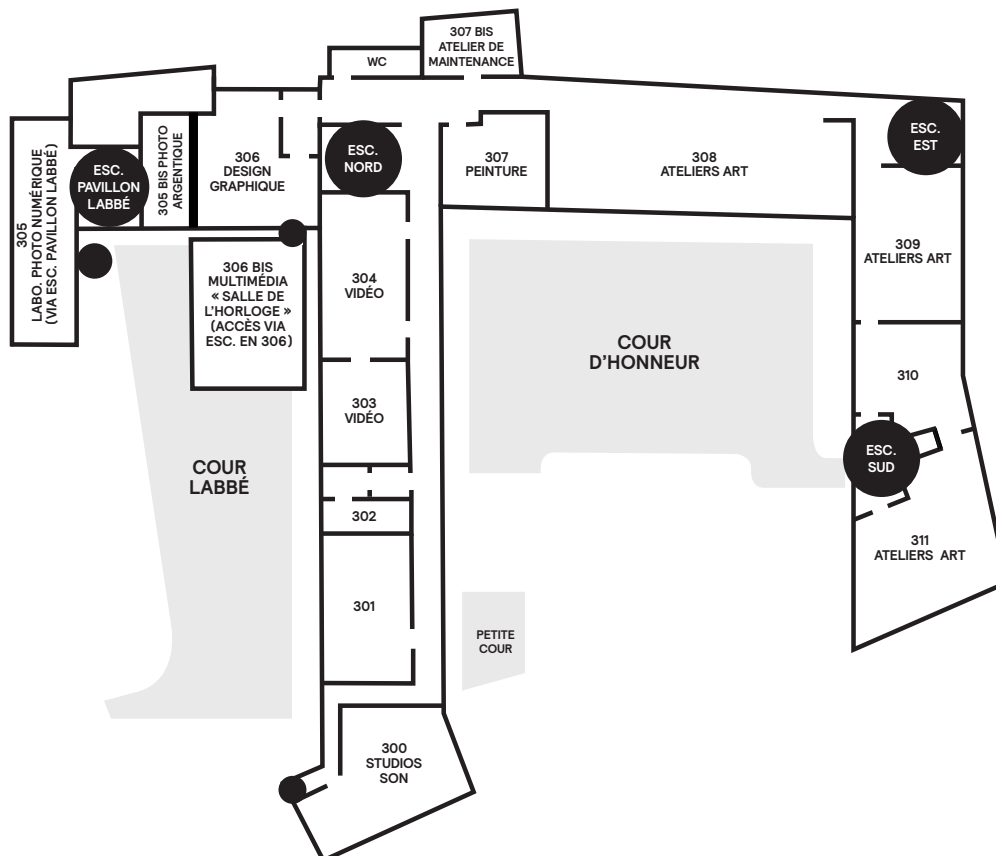 307 BIS
ATELIER DE
MAINTENANCE
WC
305
LABO. PHOTO NUMÉRIQUE
(VIA ESC. PAVILLON LABBÉ)
ESC.
PAVILLON
LABBÉ
305 BIS PHOTO
ARGENTIQUE
306
DESIGN
GRAPHIQUE
ESC.
NORD
307
PEINTURE
308
ATELIERS ART
ESC.
EST
309
ATELIERS ART
306 BIS
MULTIMÉDIA
« SALLE DE
L’HORLOGE »
(ACCÈS VIA
ESC. EN 306)
304
VIDÉO
COUR
D’HONNEUR
310
303
VIDÉO
COUR
LABBÉ
ESC.
SUD
302
311
ATELIERS ART
301
PETITE
COUR
300
STUDIOS
SON